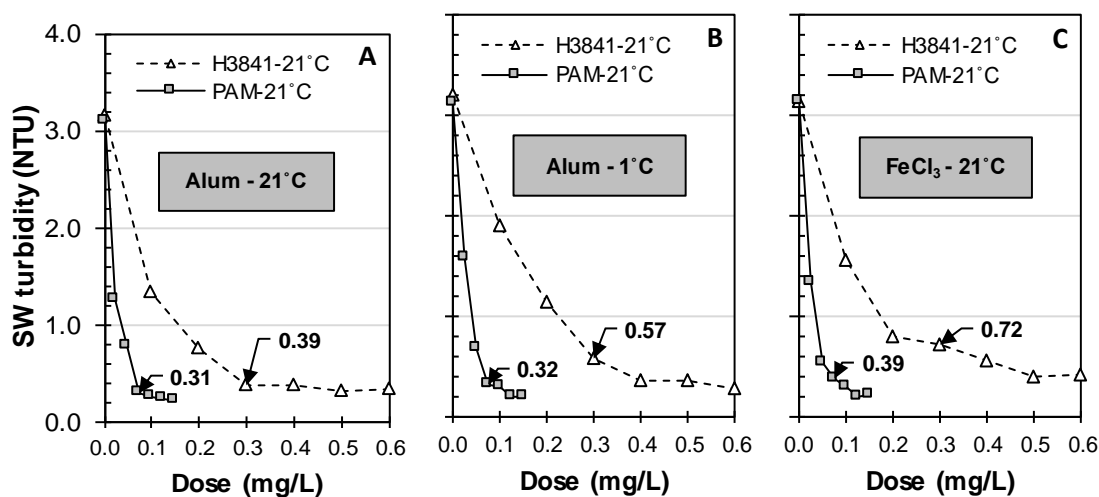 A
H3841-21˚C
PAM-21˚C
Alum - 21˚C
0.39
0.31
SW turbidity (NTU)
4.0
3.0
2.0
1.0
0.0
0.0 0.1 0.2 0.3 0.4 0.5 0.6
Dose (mg/L)
B
H3841-21˚C
PAM-21˚C
Alum - 1˚C
0.57
0.32
0.0 0.1 0.2 0.3 0.4 0.5 0.6
Dose (mg/L)
C
H3841-21˚C
PAM-21˚C
FeCl₃ - 21˚C
0.72
0.39
0.0 0.1 0.2 0.3 0.4 0.5 0.6
Dose (mg/L)